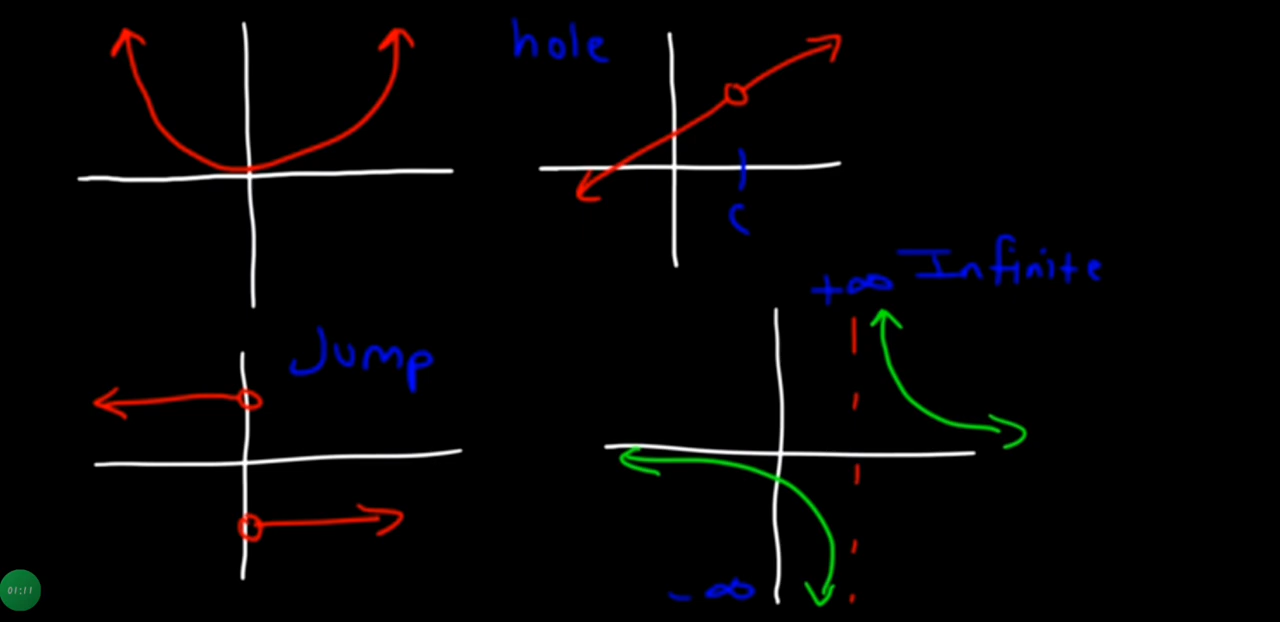 hole
c
+∞ Infinite
Jump
- ∞
01:11